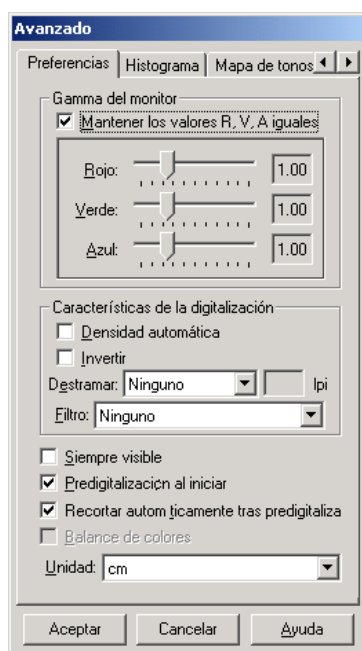 Avanzado
Preferencias Histograma Mapa de tonos
Gamma del monitor
Mantener los valores R, V, A iguales
Rojo: 1.00
Verde: 1.00
Azul: 1.00
Características de la digitalización
Densidad automática
Invertir
Destramar: Ninguno lpi
Filtro: Ninguno
Siempre visible
Predigitalización al iniciar
Recortar autom ticamente tras predigitaliza
Balance de colores
Unidad: cm
Aceptar Cancelar Ayuda